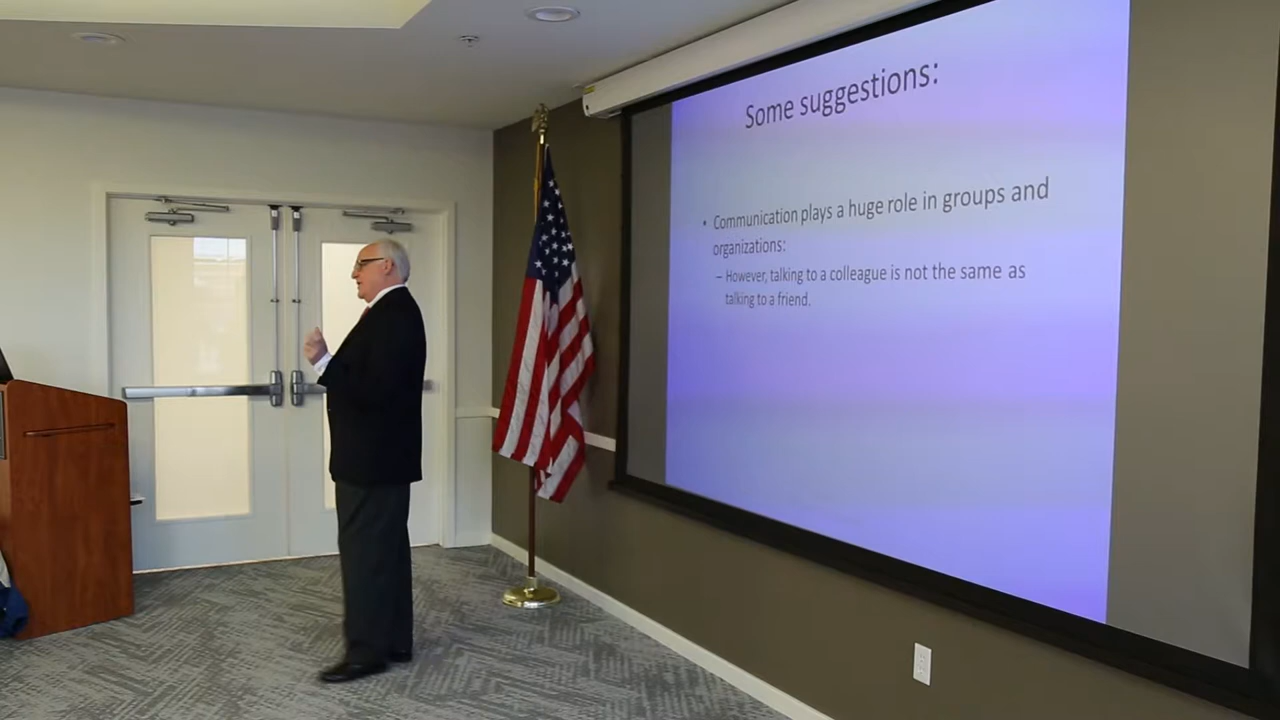 Some suggestions:
• Communication plays a huge role in groups and
organizations:
– However, talking to a colleague is not the same as
talking to a friend.